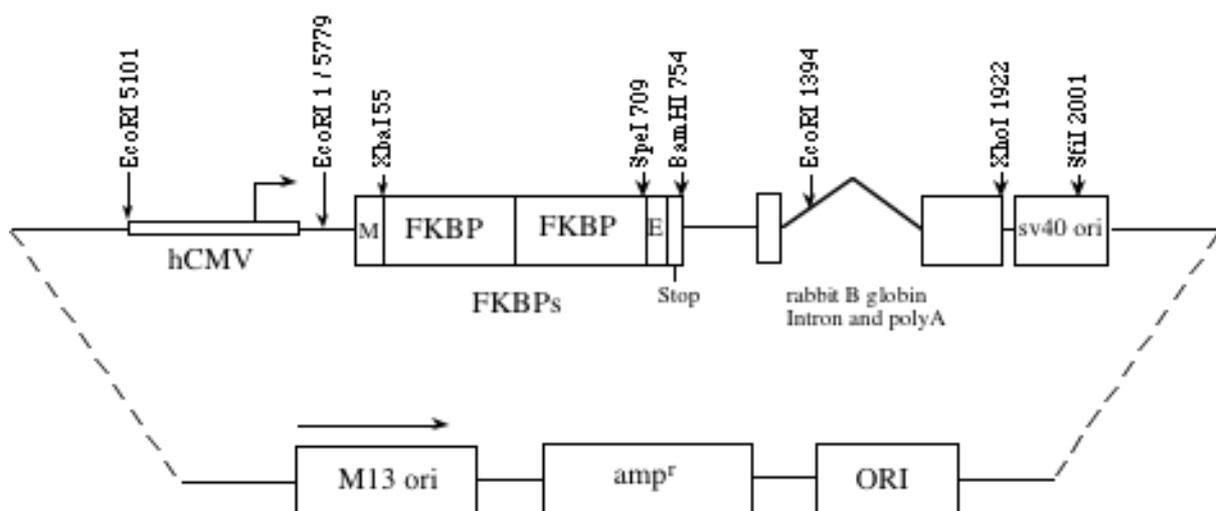 EcoRI 5101
EcoRI 1 / 5779
XbaI 55
SpeI 709
BamHI 754
EcoRI 1394
XhoI 1922
SfiI 2001
M
FKBP
FKBP
E
sv40 ori
hCMV
FKBPs
Stop
rabbit B globin
Intron and polyA
M13 ori
ampʳ
ORI